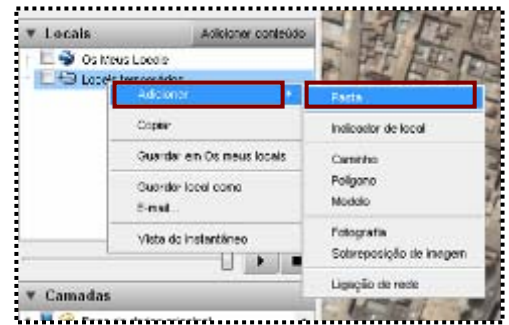 Locais
Adicionar conteúdo
Os Meus Locais
Locais temporários
Adicionar
Pasta
Copiar
Indicador de local
Guardar em Os meus locais
Caminho
Polígono
Guardar local como
Modelo
E-mail...
Vista do instantâneo
Fotografia
Sobreposição de imagem
Ligação de rede
Camadas